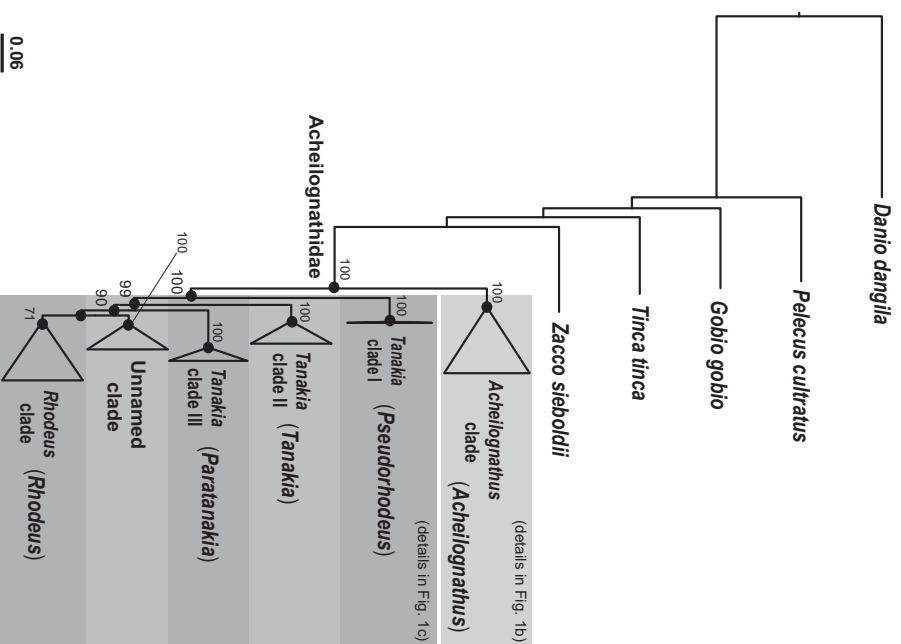 Danio dangila
Pelecus cultratus
Gobio gobio
Tinca tinca
Zacco sieboldii
(details in Fig. 1b)
100
Acheilognathus
clade
(Acheilognathus)
Acheilognathidae
100
(details in Fig. 1c)
100
Tanakia
clade I
(Pseudorhodeus)
100
100
Tanakia
clade II
(Tanakia)
99
100
Tanakia
clade III
(Paratanakia)
90
100
Unnamed
clade
71
Rhodeus
clade
(Rhodeus)
0.06